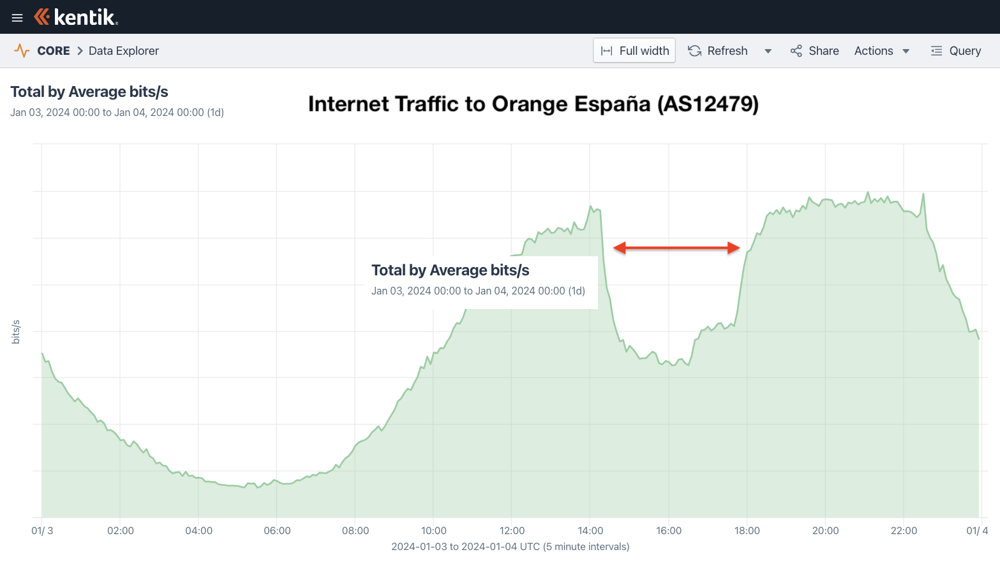 kentik®
CORE > Data Explorer
Full width
Refresh
Share
Actions
Query
Total by Average bits/s
Jan 03, 2024 00:00 to Jan 04, 2024 00:00 (1d)
Internet Traffic to Orange España (AS12479)
Total by Average bits/s
Jan 03, 2024 00:00 to Jan 04, 2024 00:00 (1d)
bits/s
01/ 3 02:00 04:00 06:00 08:00 10:00 12:00 14:00 16:00 18:00 20:00 22:00 01/ 4
2024-01-03 to 2024-01-04 UTC (5 minute intervals)